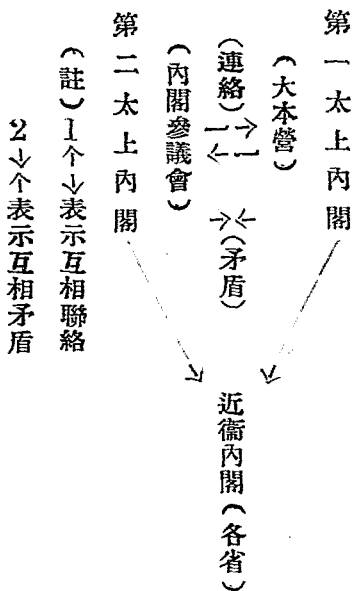 第一太上內閣
（大本營）
（連絡）→← （矛盾）→←
近衞內閣（各省）
（內閣參議會）
第二太上內閣
（註）1个↓表示互相聯絡
2↓个表示互相矛盾